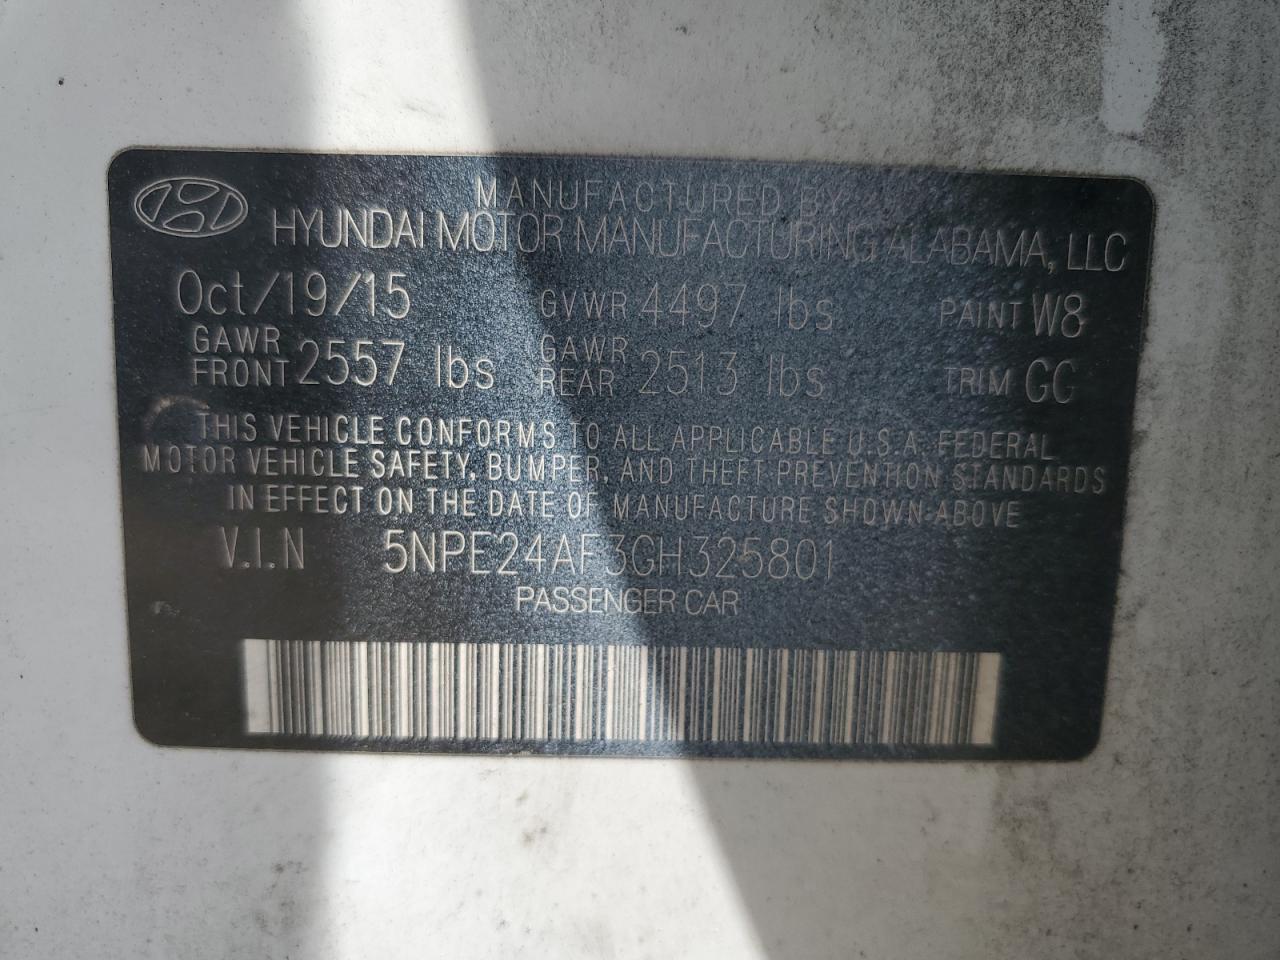 MANUFACTURED BY
HYUNDAI MOTOR MANUFACTURING ALABAMA, LLC
Oct/19/15 GVWR 4497 lbs PAINT W8
GAWR FRONT 2557 lbs GAWR REAR 2513 lbs TRIM GC
THIS VEHICLE CONFORMS TO ALL APPLICABLE U.S.A. FEDERAL
MOTOR VEHICLE SAFETY, BUMPER, AND THEFT PREVENTION STANDARDS
IN EFFECT ON THE DATE OF MANUFACTURE SHOWN ABOVE
V.I.N 5NPE24AF3GH325801
PASSENGER CAR